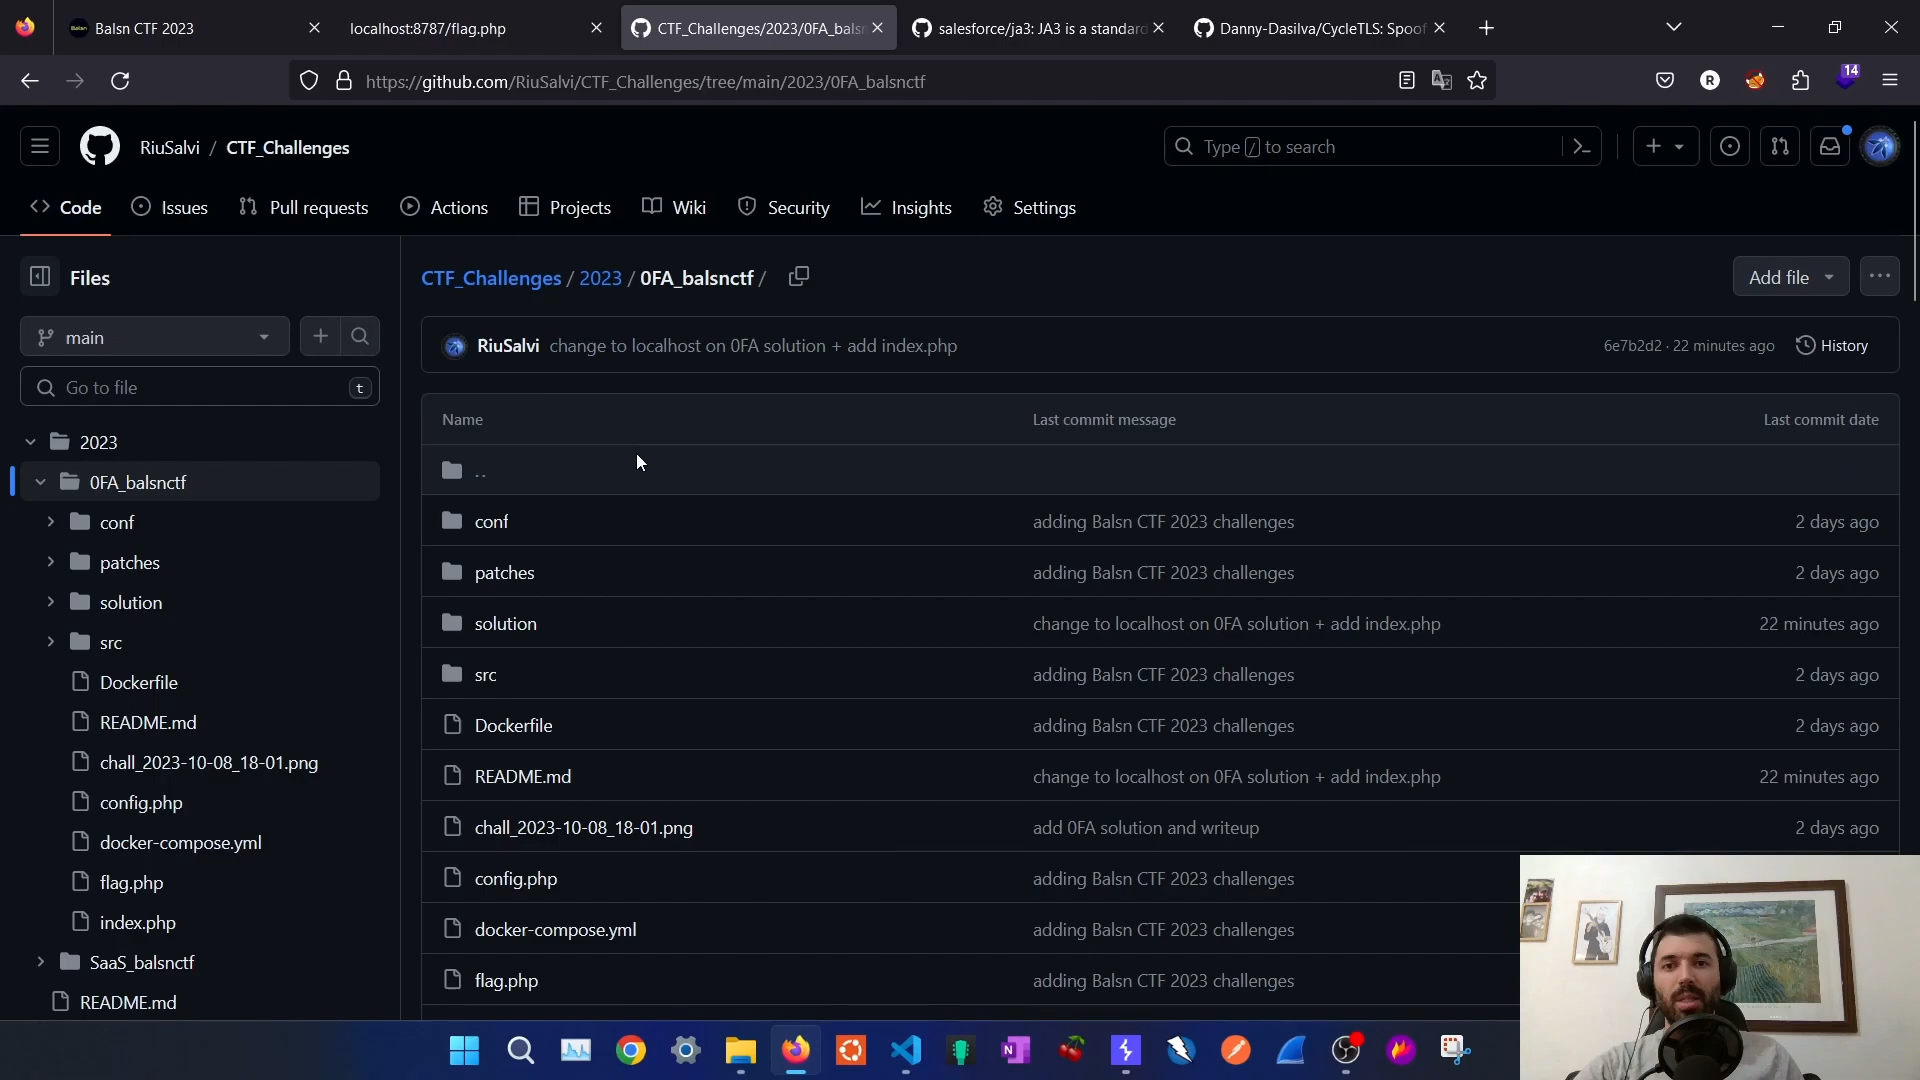 Balsn CTF 2023
localhost:8787/flag.php
CTF_Challenges/2023/0FA_balsn
salesforce/ja3: JA3 is a standard
Danny-Dasilva/CycleTLS: Spoof
https://github.com/RiuSalvi/CTF_Challenges/tree/main/2023/0FA_balsnctf
R
14
RiuSalvi / CTF_Challenges
Type / to search
Code
Issues
Pull requests
Actions
Projects
Wiki
Security
Insights
Settings
Files
CTF_Challenges / 2023 / 0FA_balsnctf /
Add file
main
RiuSalvi change to localhost on 0FA solution + add index.php
6e7b2d2 · 22 minutes ago
History
Go to file
t
Name
Last commit message
Last commit date
2023
0FA_balsnctf
conf
patches
solution
src
Dockerfile
README.md
chall_2023-10-08_18-01.png
config.php
docker-compose.yml
flag.php
index.php
SaaS_balsnctf
README.md
..
conf adding Balsn CTF 2023 challenges 2 days ago
patches adding Balsn CTF 2023 challenges 2 days ago
solution change to localhost on 0FA solution + add index.php 22 minutes ago
src adding Balsn CTF 2023 challenges 2 days ago
Dockerfile adding Balsn CTF 2023 challenges 2 days ago
README.md change to localhost on 0FA solution + add index.php 22 minutes ago
chall_2023-10-08_18-01.png add 0FA solution and writeup 2 days ago
config.php adding Balsn CTF 2023 challenges
docker-compose.yml adding Balsn CTF 2023 challenges
flag.php adding Balsn CTF 2023 challenges
N